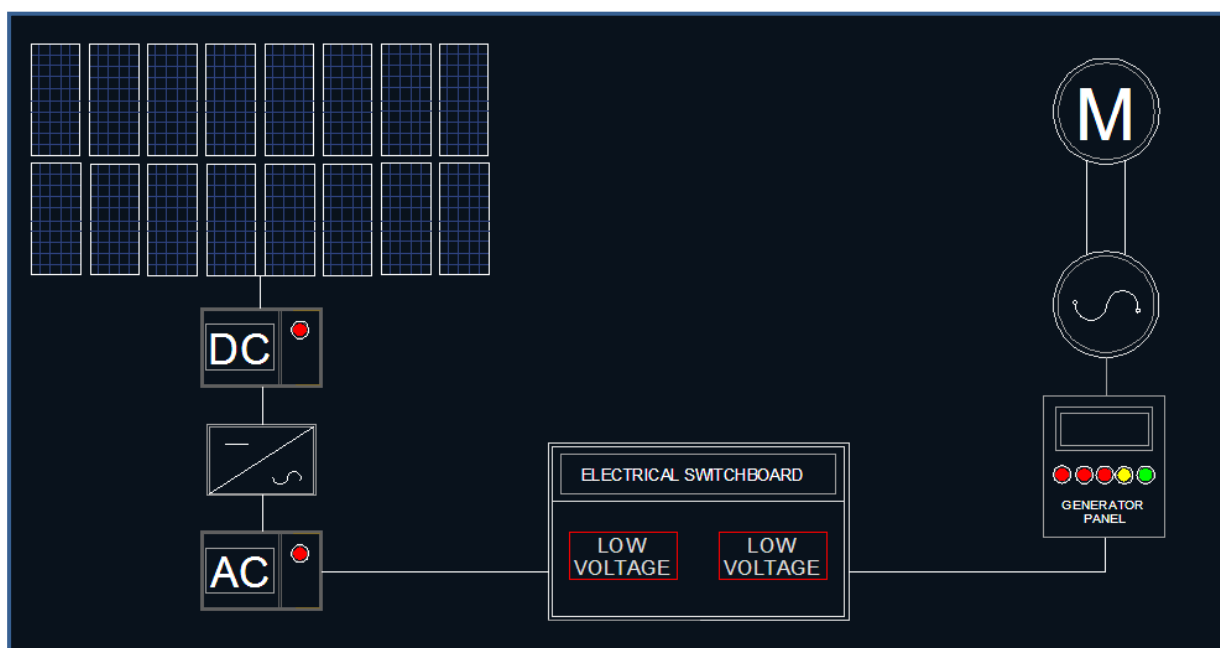 M
DC
ELECTRICAL SWITCHBOARD
GENERATOR
PANEL
LOW
VOLTAGE
LOW
VOLTAGE
AC